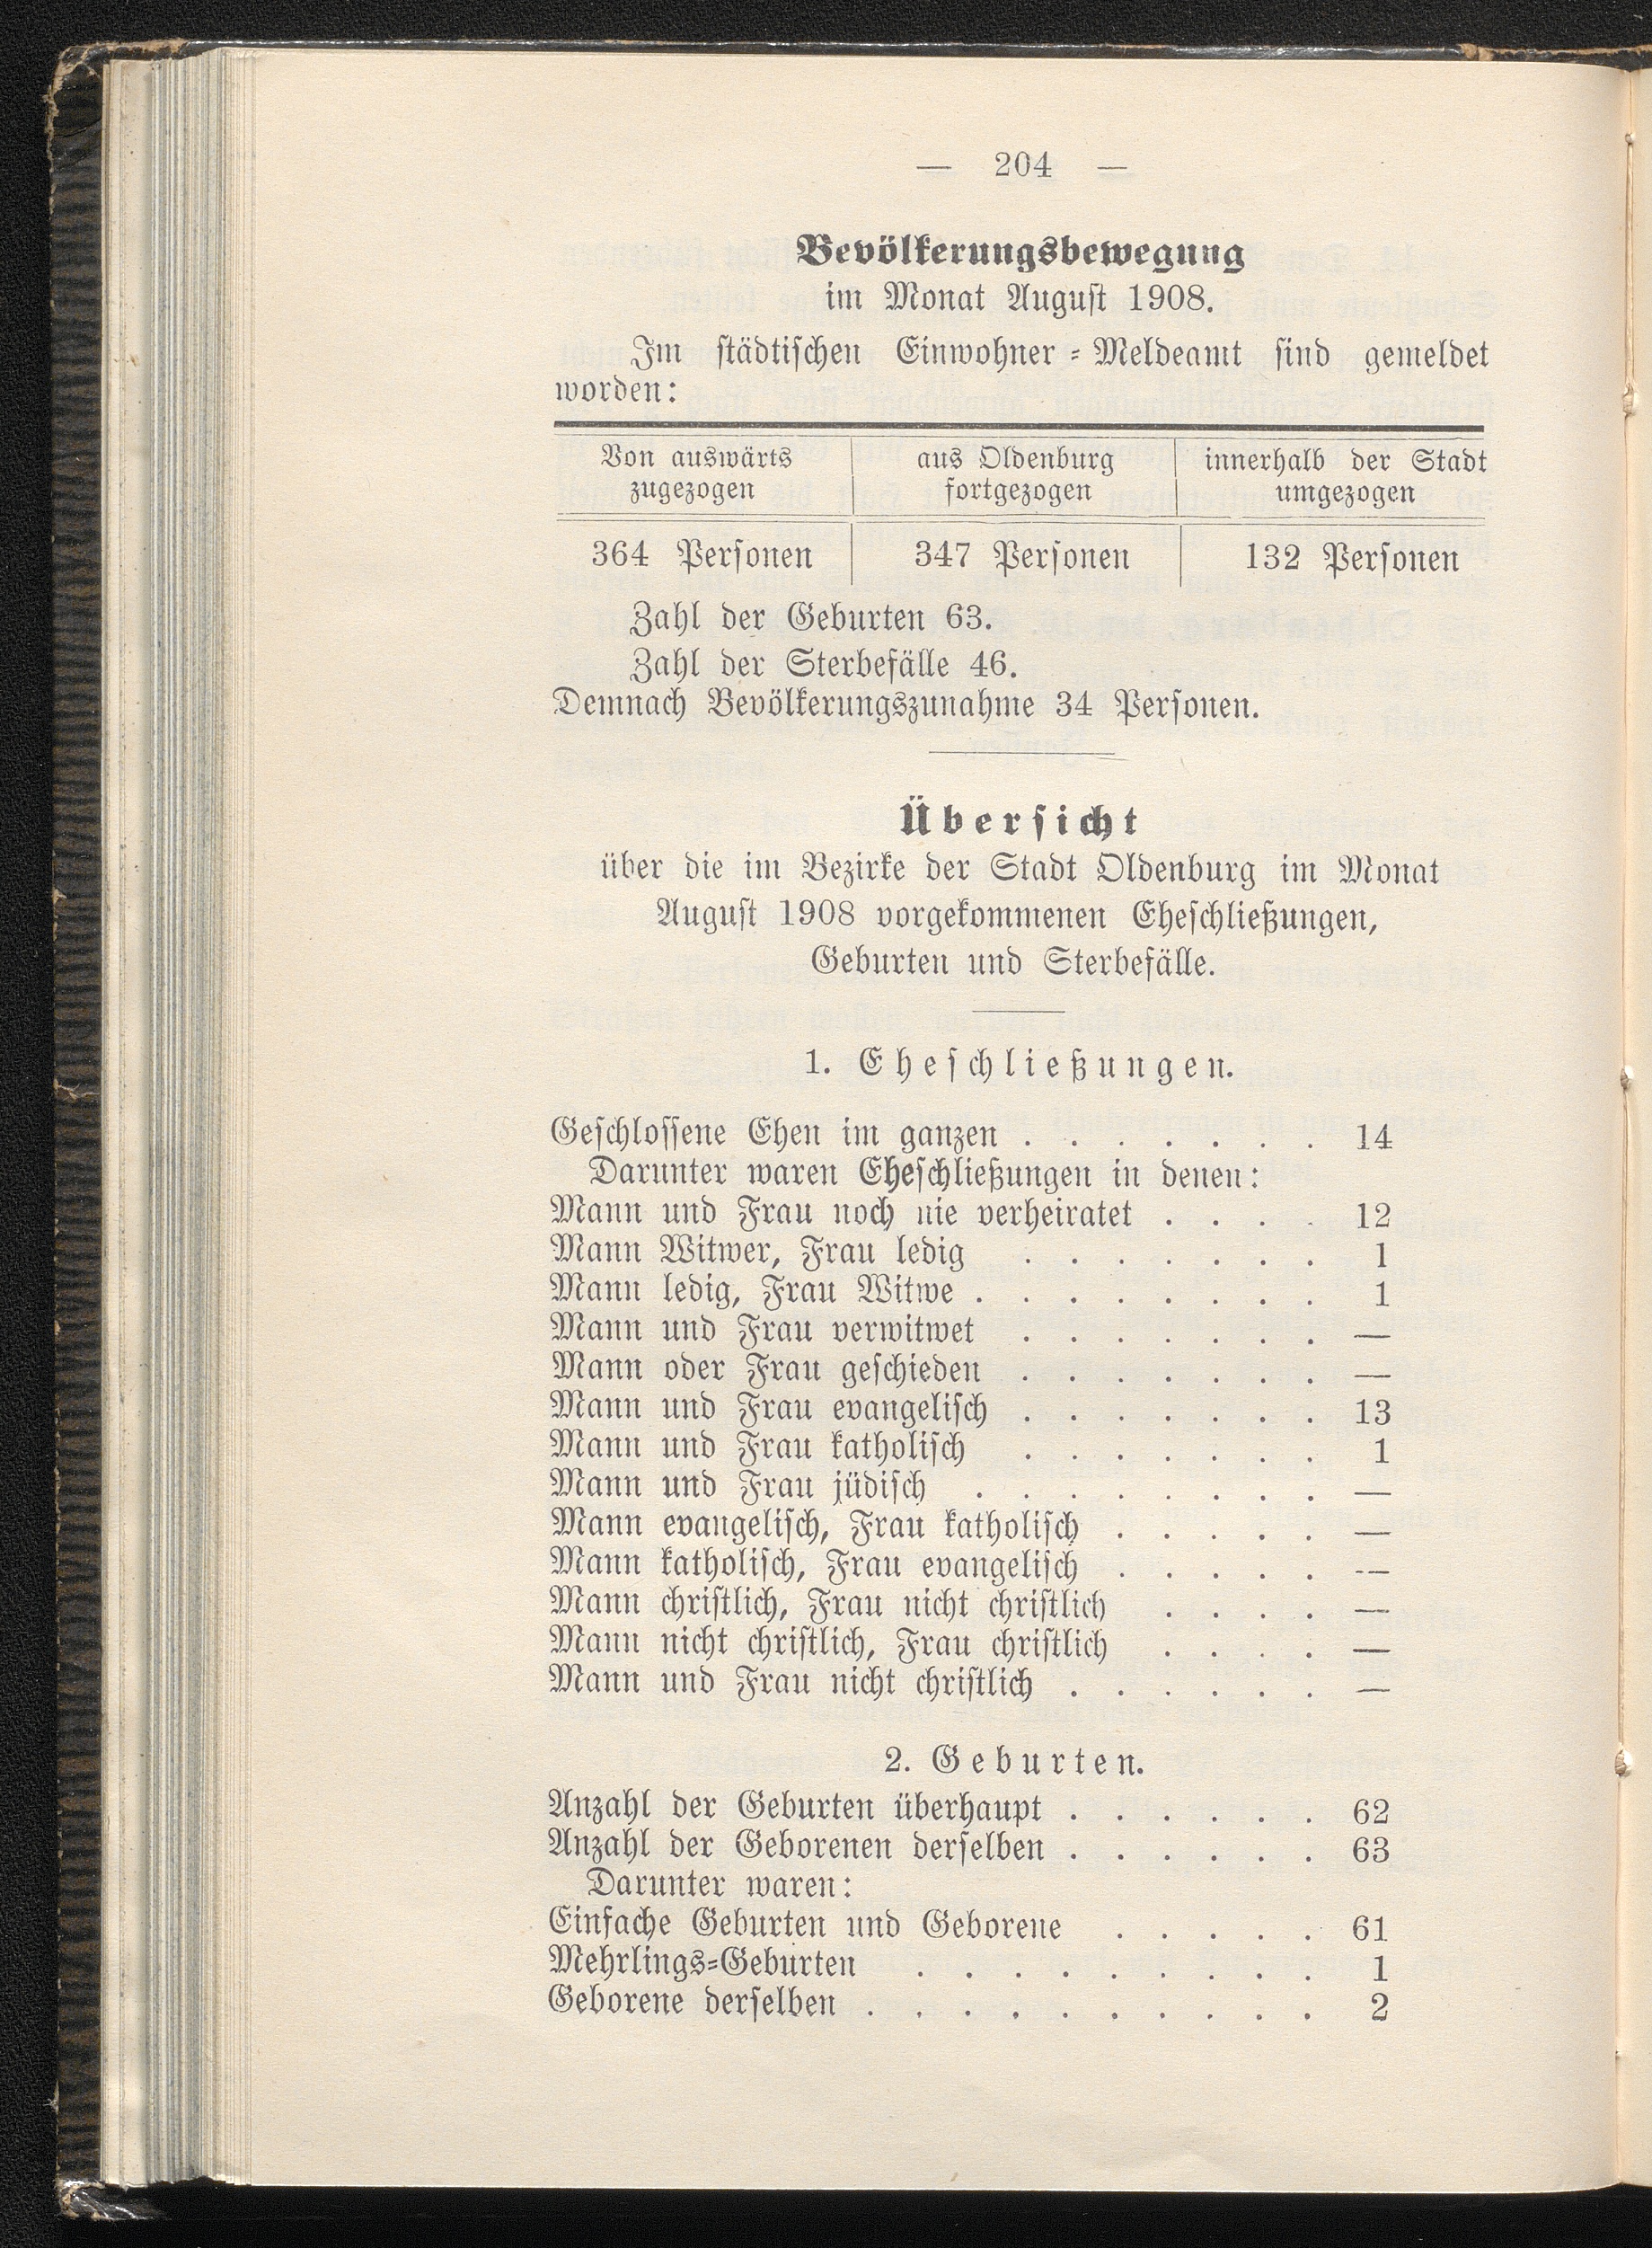 — 204 —
Bevölkerungsbewegung
im Monat August 1908.
Im städtischen Einwohner-Meldeamt sind gemeldet
worden:
Von auswärts zugezogen | aus Oldenburg fortgezogen | innerhalb der Stadt umgezogen
364 Personen | 347 Personen | 132 Personen
Zahl der Geburten 63.
Zahl der Sterbefälle 46.
Demnach Bevölkerungszunahme 34 Personen.
Übersicht
über die im Bezirke der Stadt Oldenburg im Monat
August 1908 vorgekommenen Eheschließungen,
Geburten und Sterbefälle.
1. Eheschließungen.
Geschlossene Ehen im ganzen . . . . . . . 14
Darunter waren Eheschließungen in denen:
Mann und Frau noch nie verheiratet . . . . 12
Mann Witwer, Frau ledig . . . . . . . 1
Mann ledig, Frau Witwe . . . . . . . . 1
Mann und Frau verwitwet . . . . . . . —
Mann oder Frau geschieden . . . . . . . —
Mann und Frau evangelisch . . . . . . . 13
Mann und Frau katholisch . . . . . . . 1
Mann und Frau jüdisch . . . . . . . . —
Mann evangelisch, Frau katholisch . . . . . —
Mann katholisch, Frau evangelisch . . . . . —
Mann christlich, Frau nicht christlich . . . . —
Mann nicht christlich, Frau christlich . . . . —
Mann und Frau nicht christlich . . . . . . —
2. Geburten.
Anzahl der Geburten überhaupt . . . . . . 62
Anzahl der Geborenen derselben . . . . . . 63
Darunter waren:
Einfache Geburten und Geborene . . . . . 61
Mehrlings-Geburten . . . . . . . . . 1
Geborene derselben . . . . . . . . . . 2